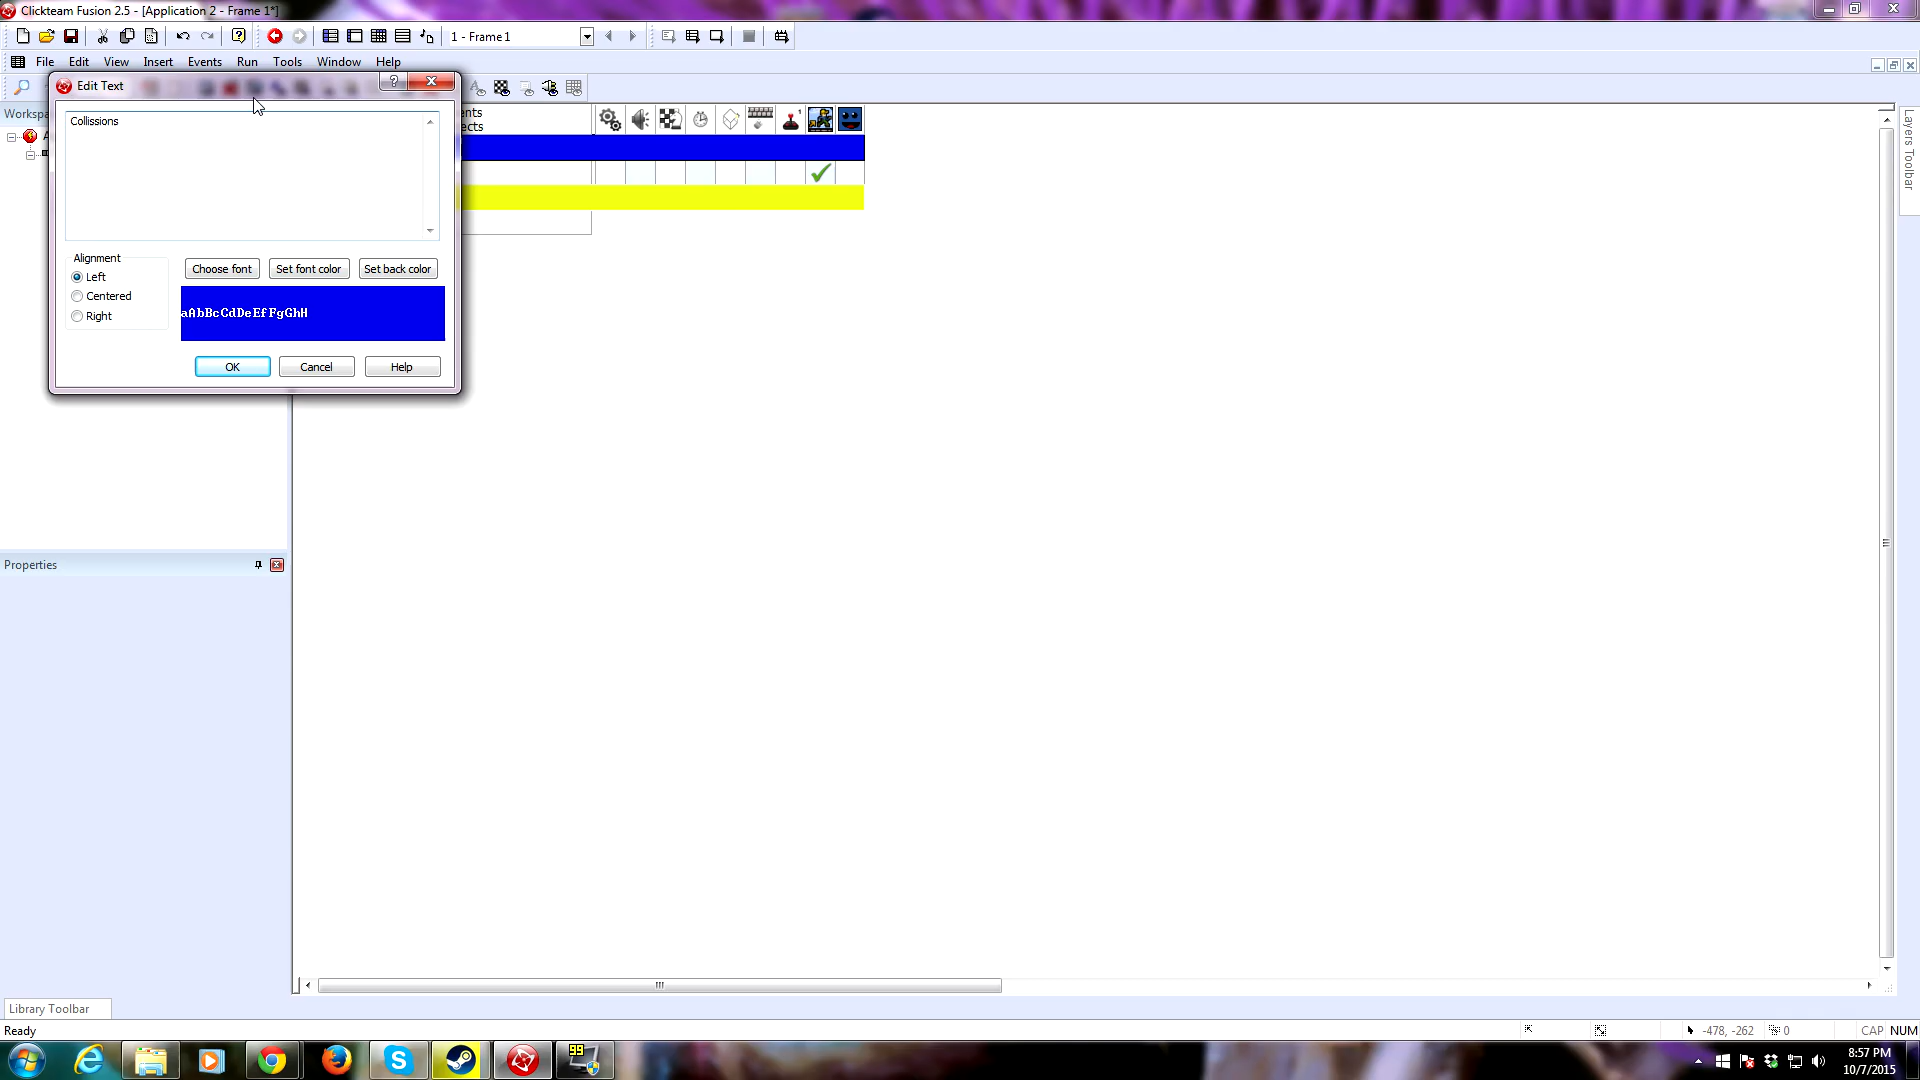 Clickteam Fusion 2.5 - [Application 2 - Frame 1*]
1 - Frame 1
File Edit View Insert Events Run Tools Window Help
Edit Text
?
Worksp
Collissions
ents
ects
Layers Toolbar
Alignment
Left
Centered
Right
Choose font
Set font color
Set back color
aAbBcCdDeEfFgGhH
OK
Cancel
Help
Properties
Library Toolbar
Ready
-478, -262
0
CAP NUM
99
8:57 PM
10/7/2015